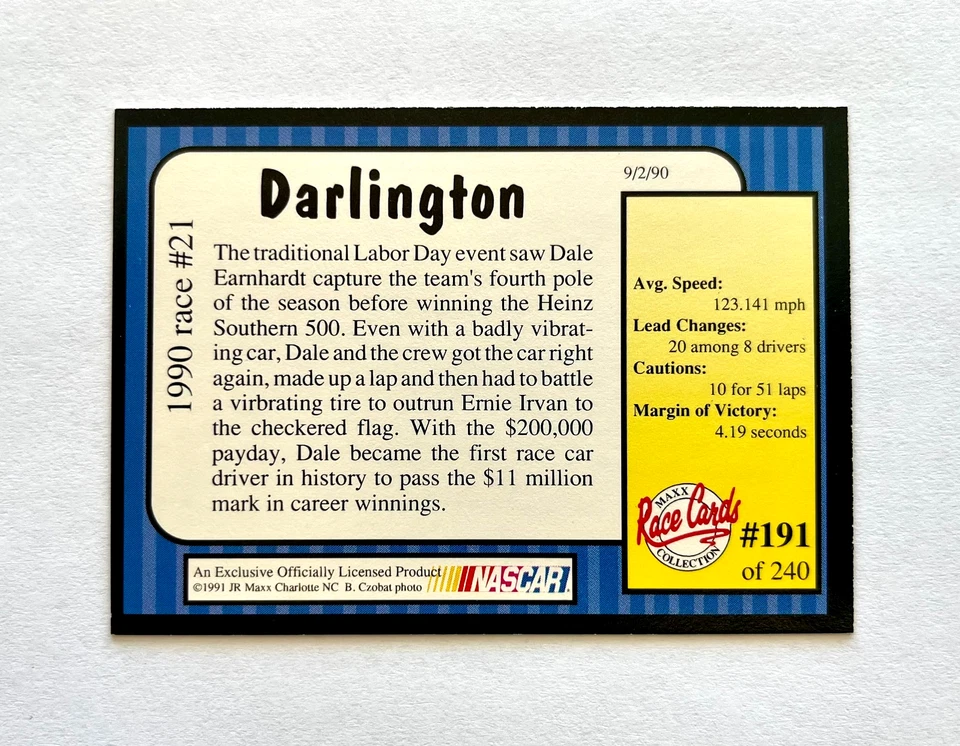 Darlington
9/2/90
1990 race #21
The traditional Labor Day event saw Dale
Earnhardt capture the team's fourth pole
of the season before winning the Heinz
Southern 500. Even with a badly vibrat-
ing car, Dale and the crew got the car right
again, made up a lap and then had to battle
a virbrating tire to outrun Ernie Irvan to
the checkered flag. With the $200,000
payday, Dale became the first race car
driver in history to pass the $11 million
mark in career winnings.
Avg. Speed:
123.141 mph
Lead Changes:
20 among 8 drivers
Cautions:
10 for 51 laps
Margin of Victory:
4.19 seconds
MAXX
Race Cards
COLLECTION
#191
of 240
An Exclusive Officially Licensed Product
©1991 JR Maxx Charlotte NC B. Czobat photo
NASCAR